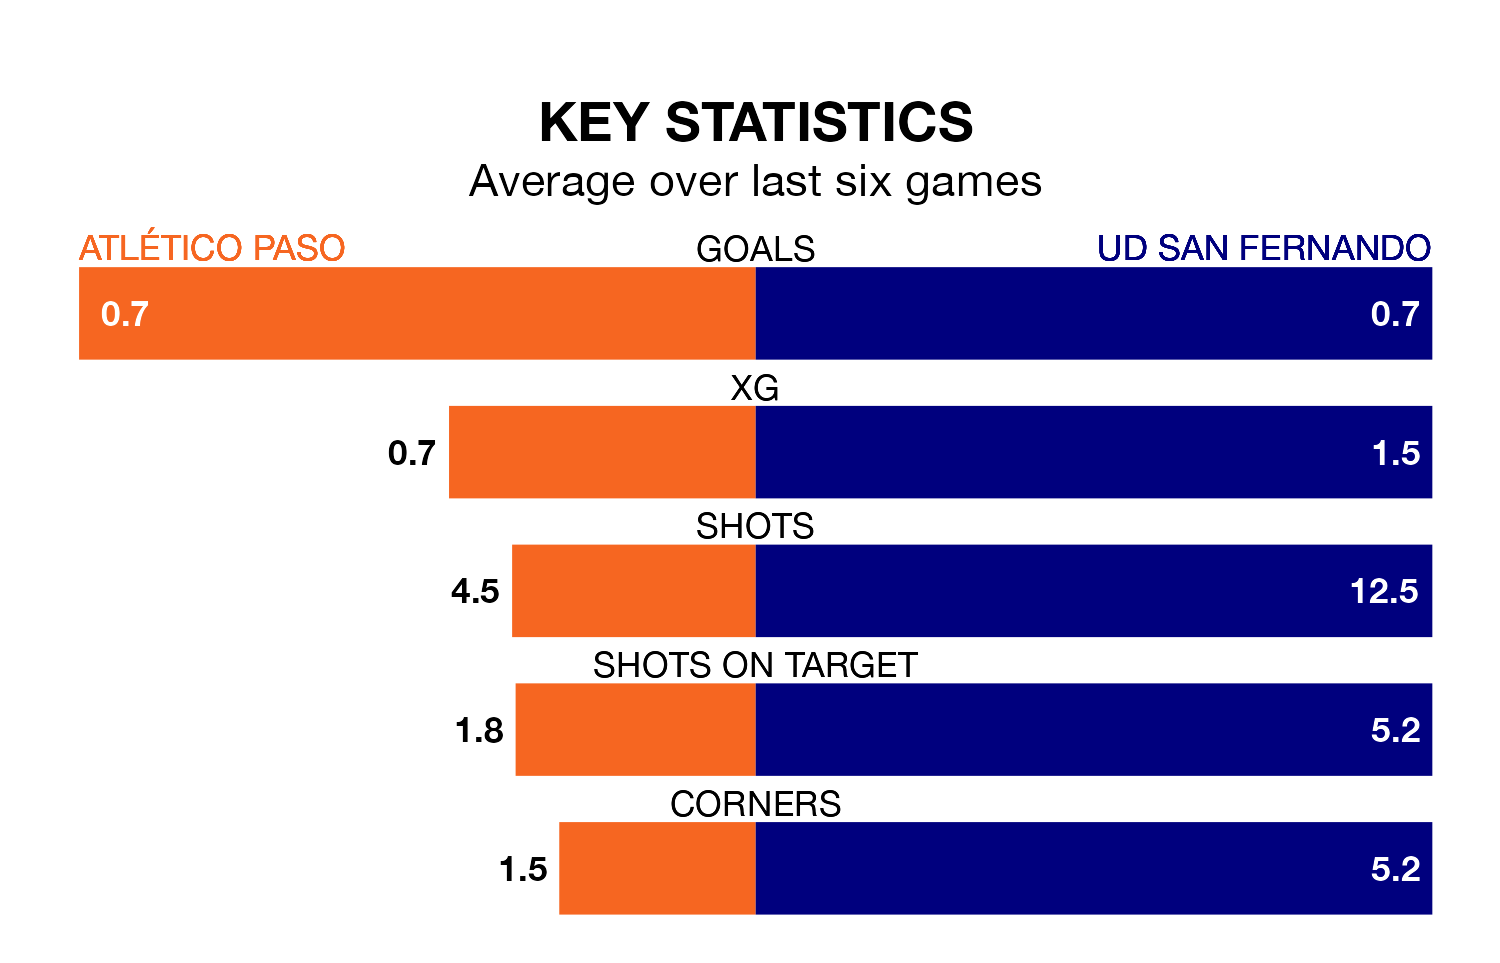 KEY STATISTICS
Average over last six games
ATLÉTICO PASO GOALS UD SAN FERNANDO
0.7 0.7
XG
0.7 1.5
SHOTS
4.5 12.5
SHOTS ON TARGET
1.8 5.2
CORNERS
1.5 5.2